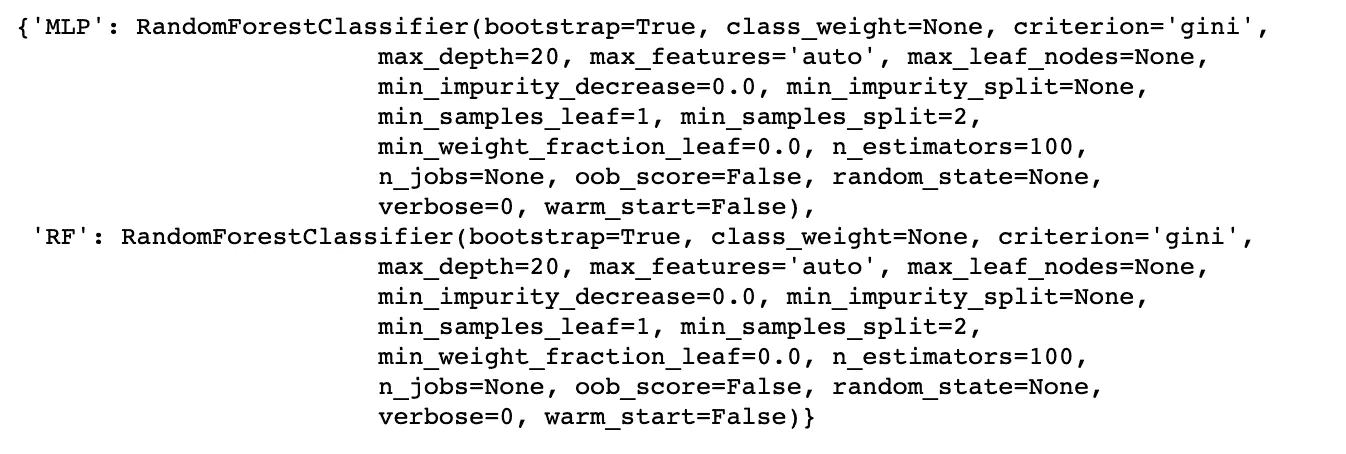 {'MLP': RandomForestClassifier(bootstrap=True, class_weight=None, criterion='gini',
max_depth=20, max_features='auto', max_leaf_nodes=None,
min_impurity_decrease=0.0, min_impurity_split=None,
min_samples_leaf=1, min_samples_split=2,
min_weight_fraction_leaf=0.0, n_estimators=100,
n_jobs=None, oob_score=False, random_state=None,
verbose=0, warm_start=False),
'RF': RandomForestClassifier(bootstrap=True, class_weight=None, criterion='gini',
max_depth=20, max_features='auto', max_leaf_nodes=None,
min_impurity_decrease=0.0, min_impurity_split=None,
min_samples_leaf=1, min_samples_split=2,
min_weight_fraction_leaf=0.0, n_estimators=100,
n_jobs=None, oob_score=False, random_state=None,
verbose=0, warm_start=False)}